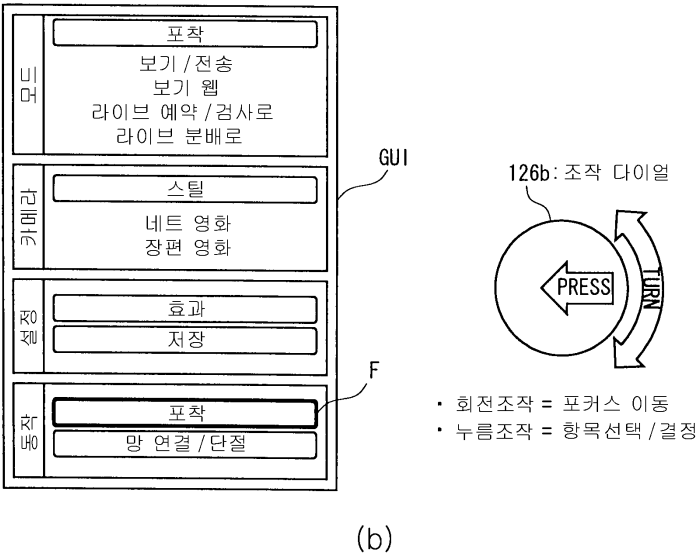 모드
포착
보기/전송
보기 웹
라이브 예약/검사로
라이브 분배로
카메라
스틸
네트 영화
장편 영화
설정
효과
저장
동작
포착
망 연결/단절
GUI
F
126b: 조작 다이얼
PRESS
TURN
· 회전조작 = 포커스 이동
· 누름조작 = 항목선택/결정
(b)